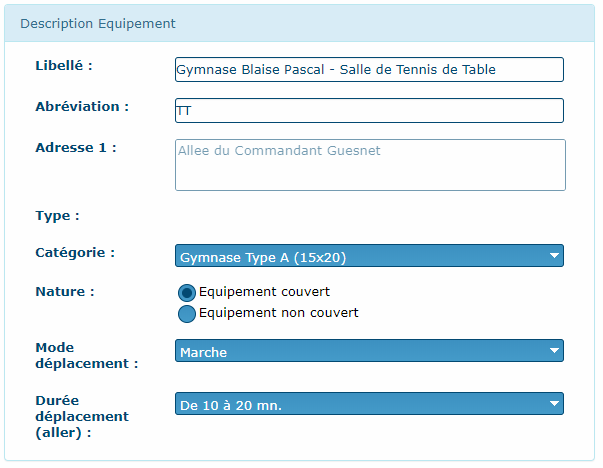 Description Equipement
Libellé : Gymnase Blaise Pascal - Salle de Tennis de Table
Abréviation : TT
Adresse 1 : Allee du Commandant Guesnet
Type :
Catégorie : Gymnase Type A (15x20)
Nature : Equipement couvert
Equipement non couvert
Mode
déplacement : Marche
Durée
déplacement
(aller) : De 10 à 20 mn.